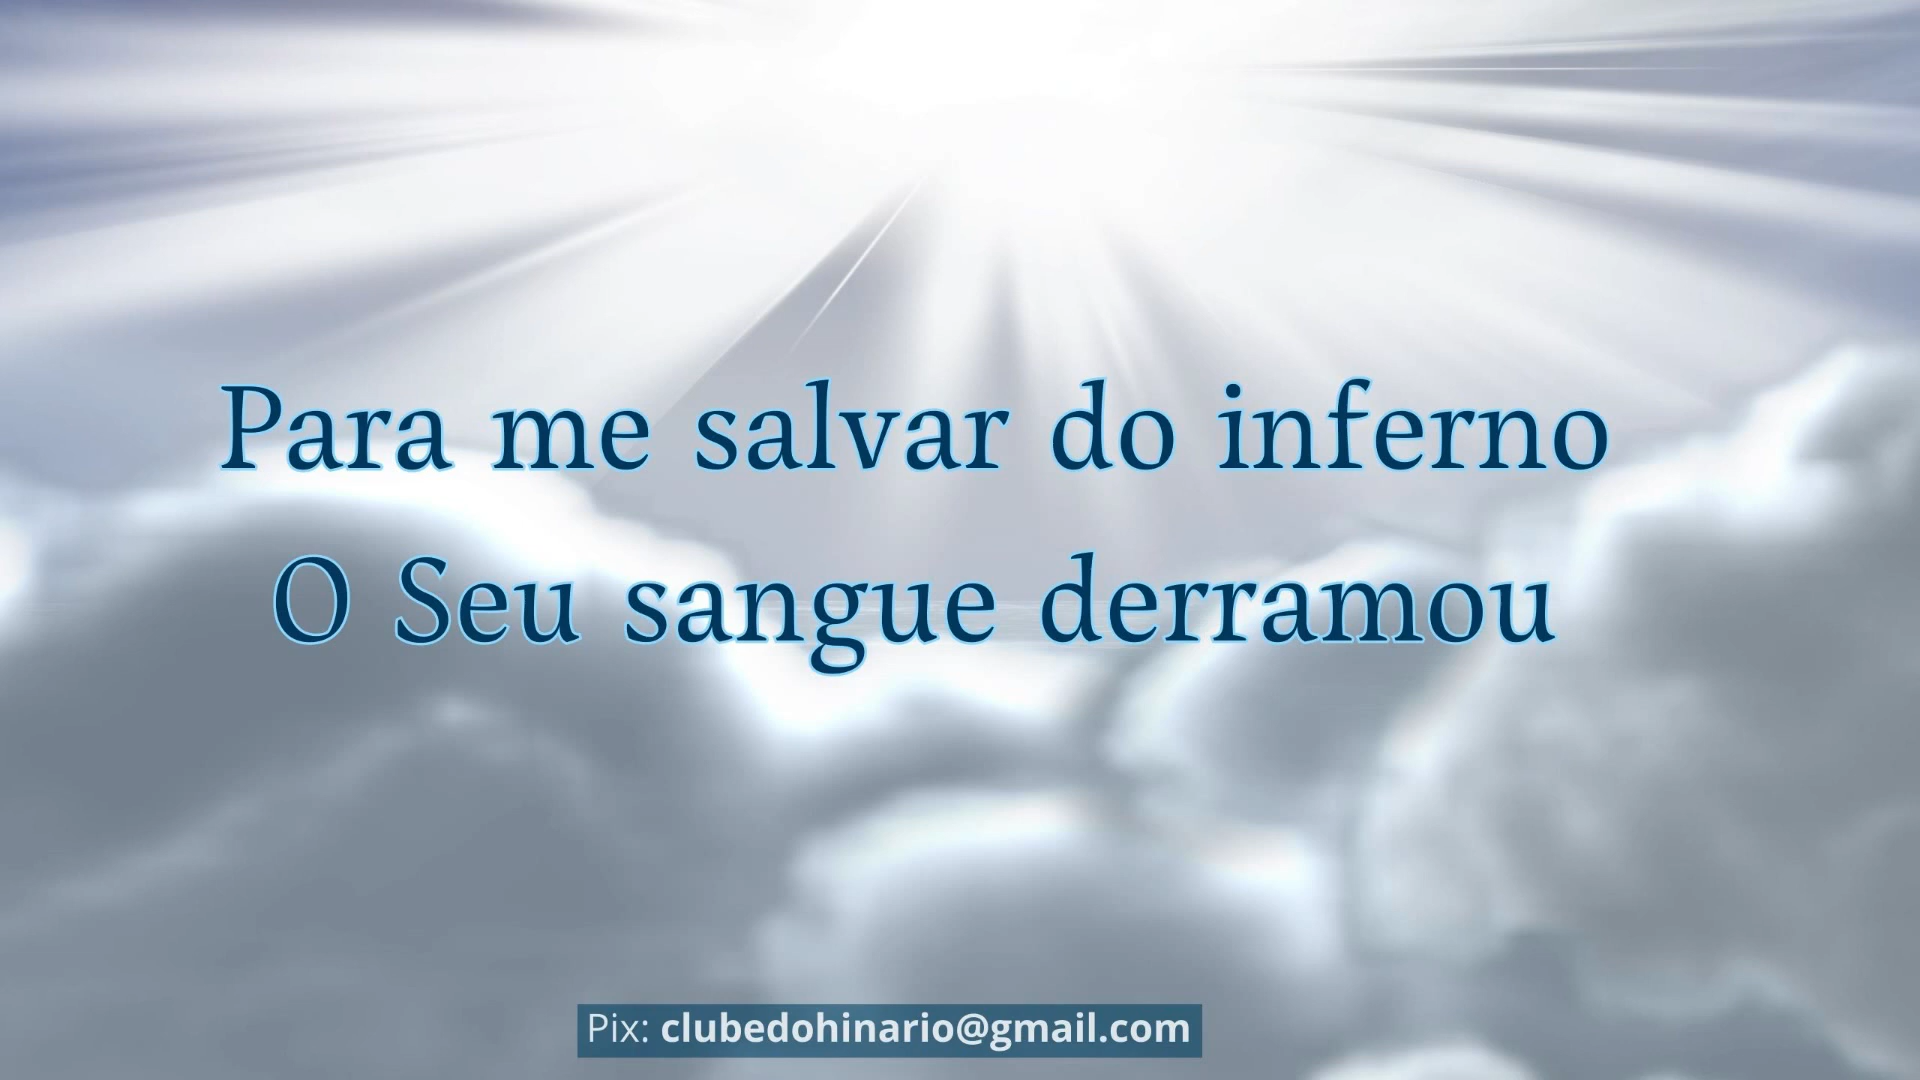 Para me salvar do inferno
O Seu sangue derramou
Pix: clubedohinario@gmail.com